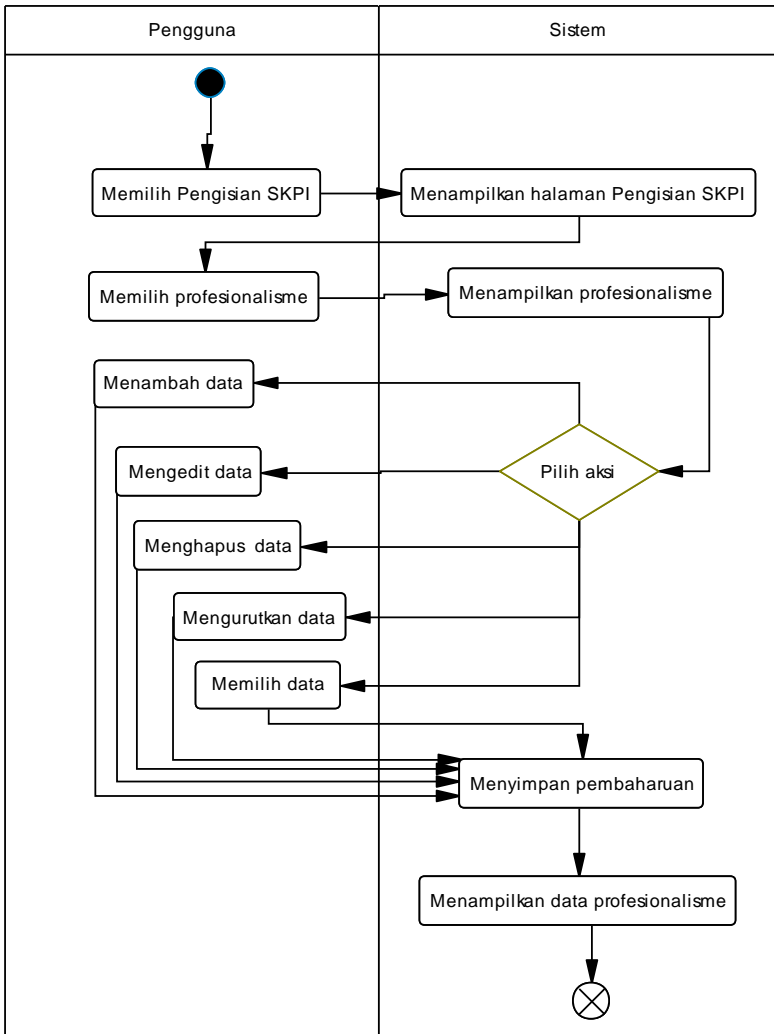 Pengguna
Sistem
Memilih Pengisian SKPI
Menampilkan halaman Pengisian SKPI
Memilih profesionalisme
Menampilkan profesionalisme
Menambah data
Mengedit data
Pilih aksi
Menghapus data
Mengurutkan data
Memilih data
Menyimpan pembaharuan
Menampilkan data profesionalisme